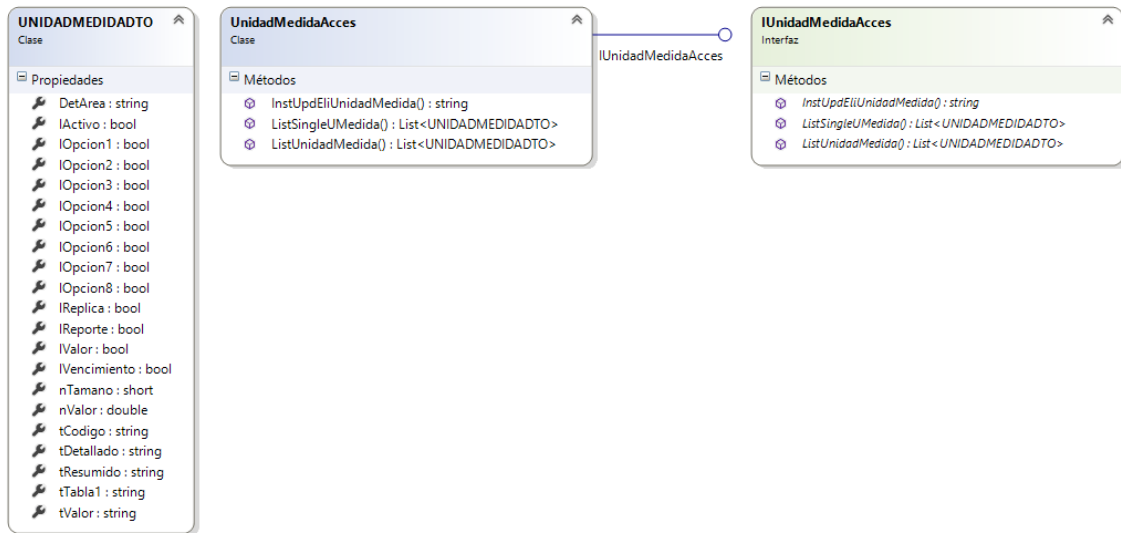 UNIDADMEDIDADTO
Clase
Propiedades
DetArea : string
lActivo : bool
lOpcion1 : bool
lOpcion2 : bool
lOpcion3 : bool
lOpcion4 : bool
lOpcion5 : bool
lOpcion6 : bool
lOpcion7 : bool
lOpcion8 : bool
lReplica : bool
lReporte : bool
lValor : bool
lVencimiento : bool
nTamano : short
nValor : double
tCodigo : string
tDetallado : string
tResumido : string
tTabla1 : string
tValor : string
UnidadMedidaAcces
Clase
Métodos
InstUpdEliUnidadMedida() : string
ListSingleUMedida() : List<UNIDADMEDIDADTO>
ListUnidadMedida() : List<UNIDADMEDIDADTO>
IUnidadMedidaAcces
IUnidadMedidaAcces
Interfaz
Métodos
InstUpdEliUnidadMedida() : string
ListSingleUMedida() : List<UNIDADMEDIDADTO>
ListUnidadMedida() : List<UNIDADMEDIDADTO>